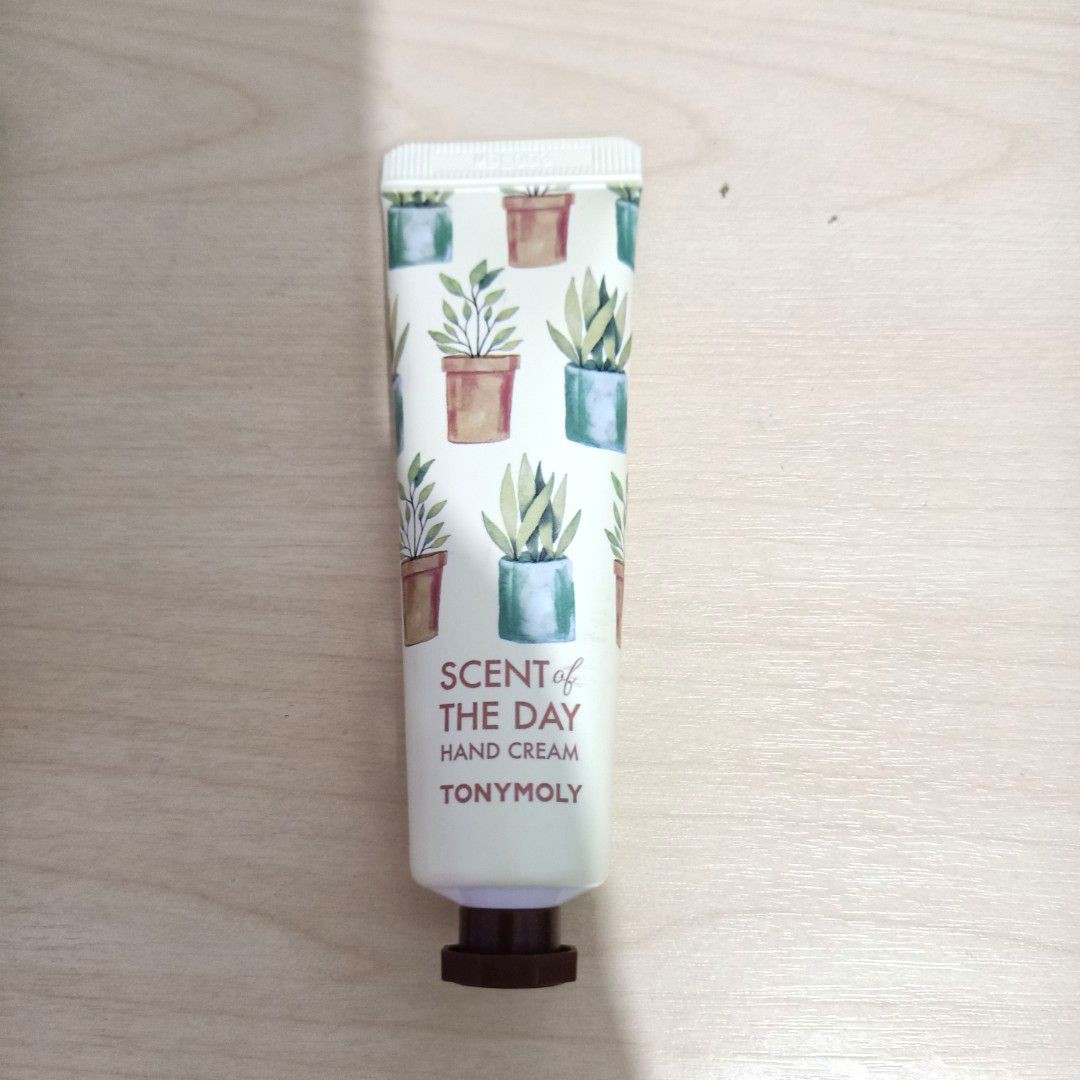 SCENT of
THE DAY
HAND CREAM
TONYMOLY